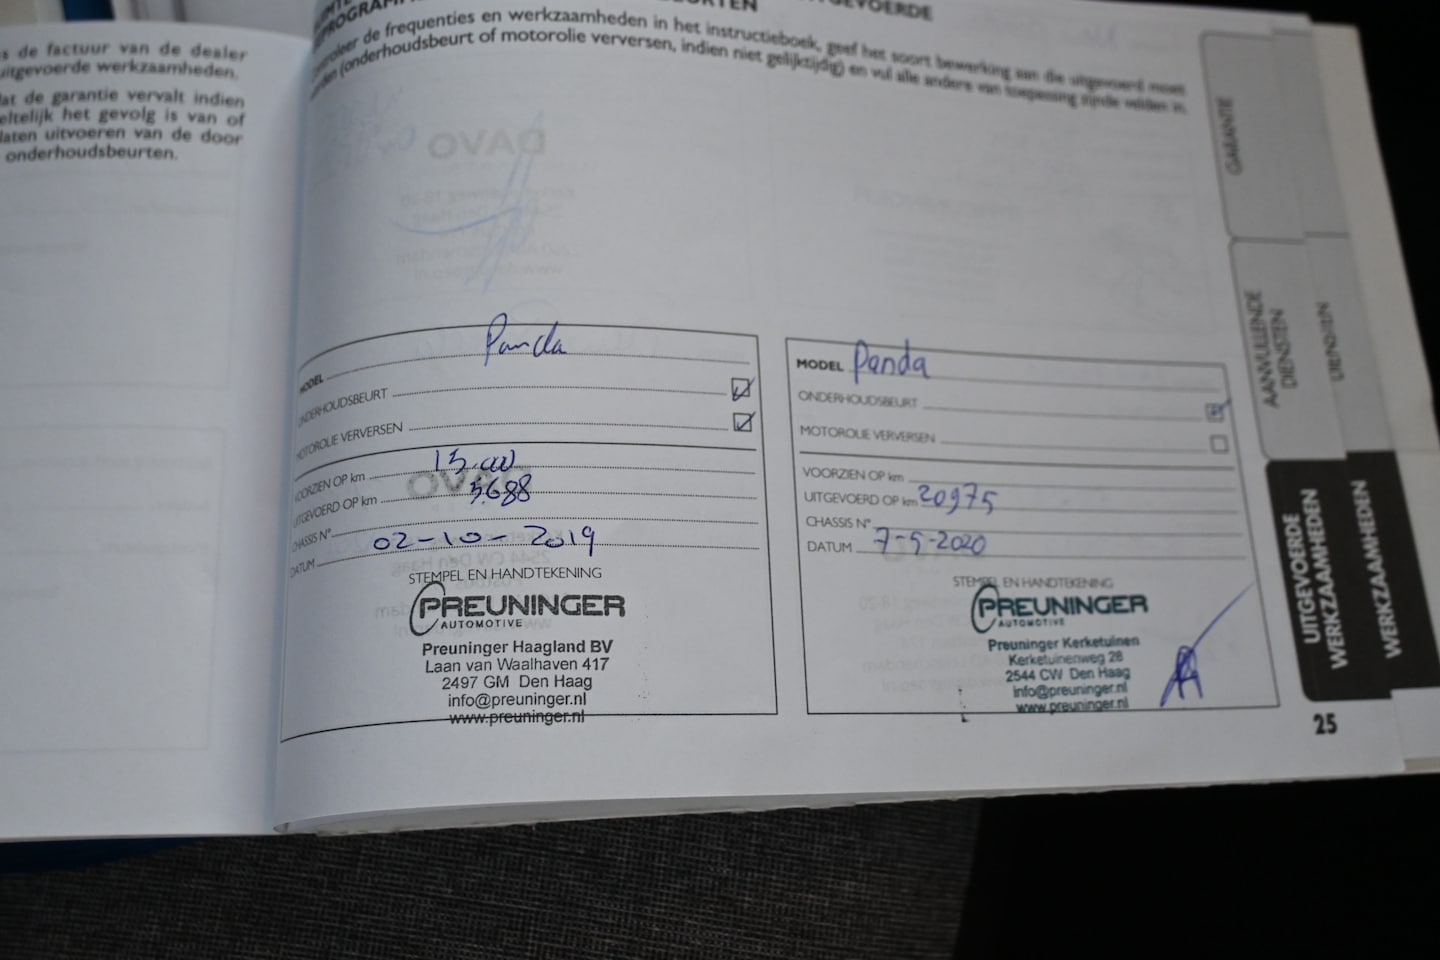 s de factuur van de dealer
uitgevoerde werkzaamheden.
dat de garantie vervalt indien
eltelijk het gevolg is van of
laten uitvoeren van de door
onderhoudsbeurten.
de frequenties en werkzaamheden in het instructieboek, geef het soort bewerking aan die uitgevoerd moet
(onderhoudsbeurt of motorolie verversen, indien niet gelijktijdig) en vul alle andere van toepassing zijnde velden in.
MODEL Panda
ONDERHOUDSBEURT
MOTOROLIE VERVERSEN
VOORZIEN OP km 15.00
UITGEVOERD OP km 5688
CHASSIS N°
DATUM 02-10-2019
STEMPEL EN HANDTEKENING
PREUNINGER
AUTOMOTIVE
Preuninger Haagland BV
Laan van Waalhaven 417
2497 GM Den Haag
info@preuninger.nl
www.preuninger.nl
MODEL Panda
ONDERHOUDSBEURT
MOTOROLIE VERVERSEN
VOORZIEN OP km
UITGEVOERD OP km 20975
CHASSIS N°
DATUM 7-5-2020
STEMPEL EN HANDTEKENING
PREUNINGER
AUTOMOTIVE
Preuninger Kerketuinen
Kerketuinenweg 28
2544 CW Den Haag
info@preuninger.nl
www.preuninger.nl
GARANTIE
AANVULLENDE
DIENSTEN
UITGEVOERDE
WERKZAAMHEDEN
WERKZAAMHEDEN
25